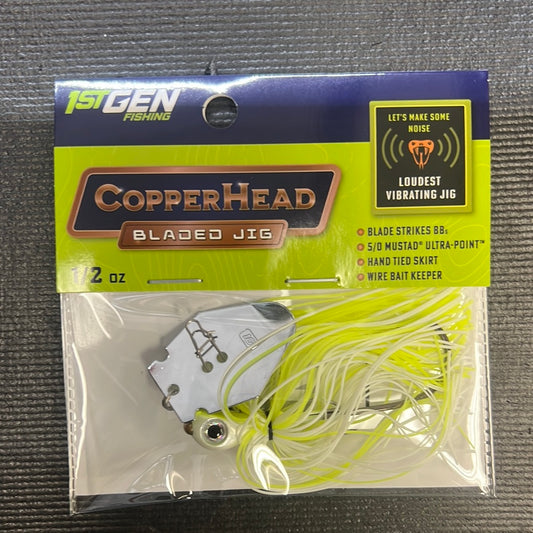 1STGEN
FISHING
COPPERHEAD
BLADED JIG
1/2 OZ
LET'S MAKE SOME
NOISE
LOUDEST
VIBRATING JIG
BLADE STRIKES BBs
5/0 MUSTAD® ULTRA-POINT™
HAND TIED SKIRT
WIRE BAIT KEEPER